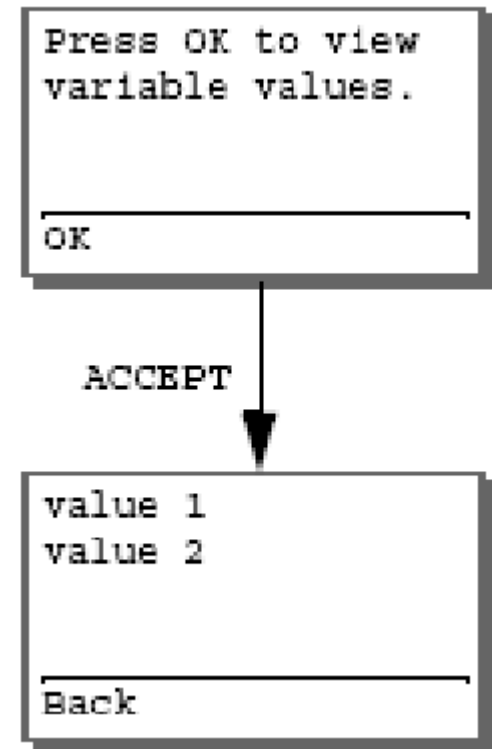 Press OK to view
variable values.
OK
ACCEPT
value 1
value 2
Back